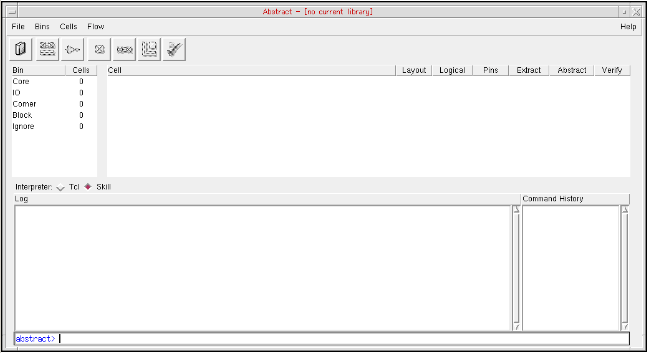 Abstract - [no current library]
File Bins Cells Flow Help
Bin Cells Cell Layout Logical Pins Extract Abstract Verify
Core 0
IO 0
Corner 0
Block 0
Ignore 0
Interpreter: Tcl Skill
Log Command History
abstract>